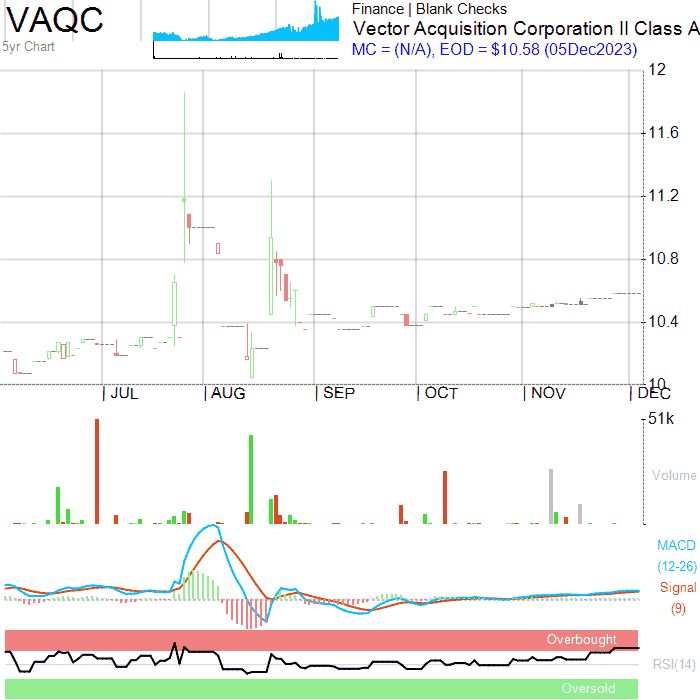 VAQC
5yr Chart
Finance | Blank Checks
Vector Acquisition Corporation II Class A
MC = (N/A), EOD = $10.58 (05Dec2023)
12
11.6
11.2
10.8
10.4
10
JUL AUG SEP OCT NOV DEC
51k
Volume
MACD
(12-26)
Signal
(9)
Overbought
RSI(14)
Oversold